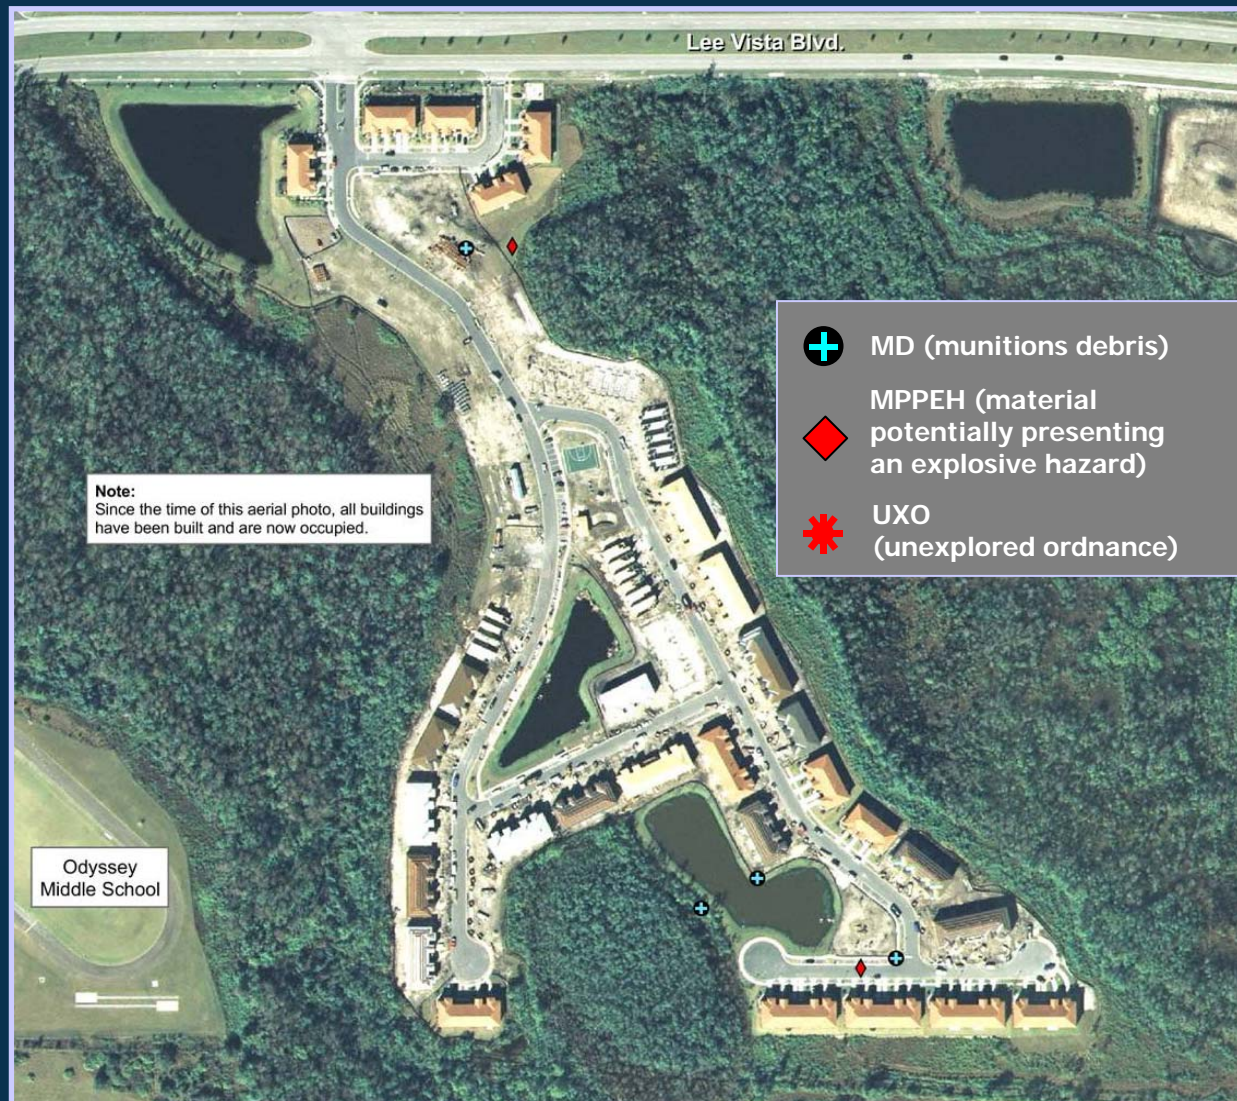 Lee Vista Blvd.
MD (munitions debris)
MPPEH (material
potentially presenting
an explosive hazard)
UXO
(unexplored ordnance)
Note:
Since the time of this aerial photo, all buildings
have been built and are now occupied.
Odyssey
Middle School